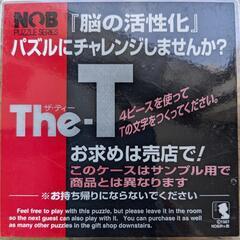 NOB
PUZZLE SERIES
『脳の活性化』
パズルにチャレンジしませんか?
ザ・ティー
The-T
4ピースを使って
Tの文字をつくってください。
お求めは売店で!
このケースはサンプル用で
商品とは異なります
※お持ち帰りにならないでください
Feel free to play with this puzzle, but please leave it in the room
so the next guest can also play with it. You can purchase this as well
as many other puzzles in the gift shop downstairs.